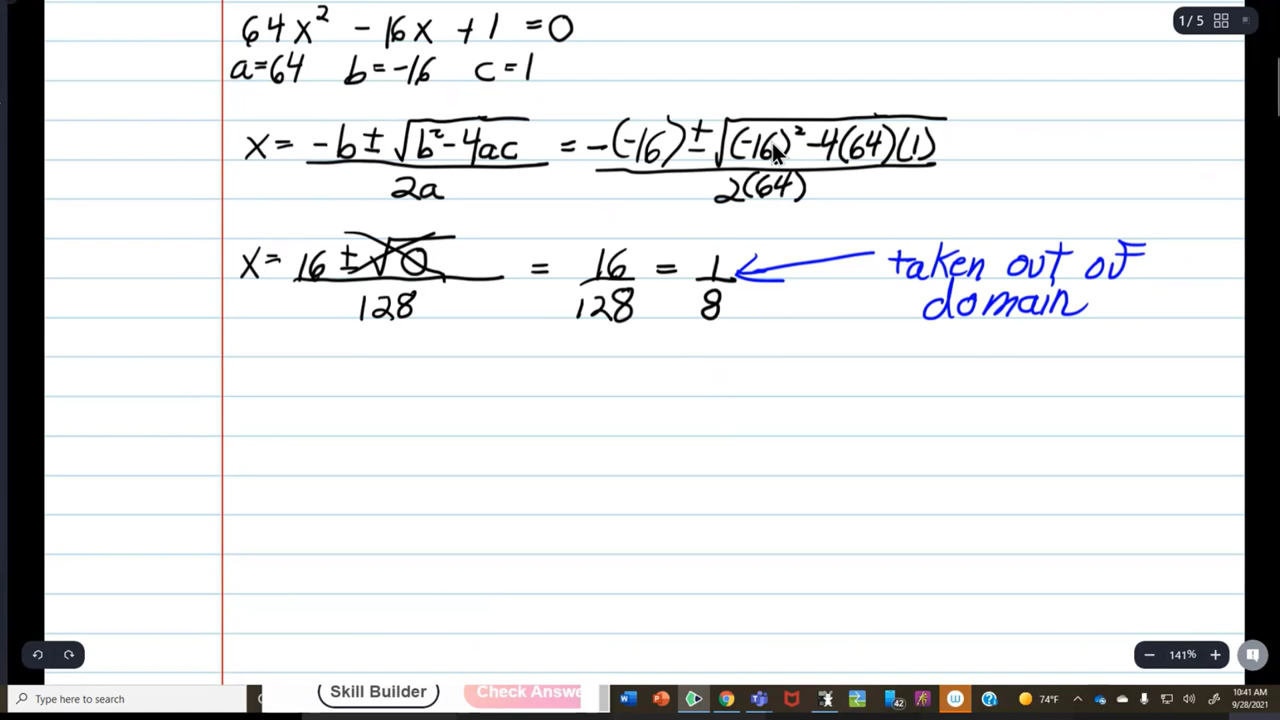 1/5
64x² - 16x + 1 = 0
a=64 b=-16 c=1
x = -b ± √(b²-4ac) / 2a = -(-16) ± √((-16)²-4(64)(1)) / 2(64)
x = 16 ± √0 / 128 = 16/128 = 1/8 taken out of
domain
141%
Type here to search
Skill Builder
Check Answe
42
74°F
10:41 AM
9/28/2021